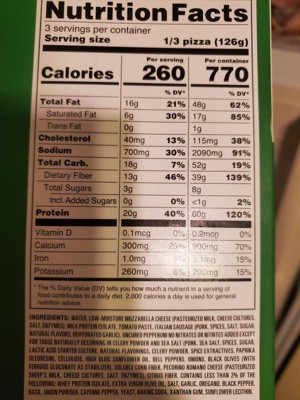 Nutrition Facts
3 servings per container
Serving size 1/3 pizza (126g)
Per serving Per container
Calories 260 770
% DV* % DV*
Total Fat 16g 21% 48g 62%
Saturated Fat 6g 30% 17g 85%
Trans Fat 0g 1g
Cholesterol 40mg 13% 115mg 38%
Sodium 700mg 30% 2090mg 91%
Total Carb. 18g 7% 52g 19%
Dietary Fiber 13g 46% 39g 139%
Total Sugars 3g 8g
Incl. Added Sugars 0g 0% <1g 2%
Protein 20g 40% 60g 120%
Vitamin D 0.1mcg 0% 0.2mcg 0%
Calcium 300mg 25% 900mg 70%
Iron 1.0mg 15%
Potassium 260mg 6% 790mg 15%
* The % Daily Value (DV) tells you how much a nutrient in a serving of
food contributes to a daily diet. 2,000 calories a day is used for general
nutrition advice.
INGREDIENTS: WATER, LOW-MOISTURE MOZZARELLA CHEESE (PASTEURIZED MILK, CHEESE CULTURES,
SALT, ENZYMES), MILK PROTEIN ISOLATE, TOMATO PASTE, ITALIAN SAUSAGE (PORK, SPICES, SALT, SUGAR,
NATURAL FLAVORS, DEHYDRATED GARLIC), UNCURED PEPPERONI NO NITRATES OR NITRITES ADDED EXCEPT
FOR THOSE NATURALLY OCCURRING IN CELERY POWDER AND SEA SALT (PORK, SEA SALT, SPICES, SUGAR,
LACTIC ACID STARTER CULTURE, NATURAL FLAVORINGS, CELERY POWDER, SPICE EXTRACTIVES, PAPRIKA
OLEORESIN), HIGH OLEIC SUNFLOWER OIL, BELL PEPPERS, ONIONS, BLACK OLIVES (WITH
FERROUS GLUCONATE AS STABILIZER), SOLUBLE CORN FIBER, PECORINO ROMANO CHEESE (PASTEURIZED
SHEEP'S MILK, CHEESE CULTURES, SALT, ENZYMES), CITRUS FIBER. CONTAINS LESS THAN 2% OF THE
FOLLOWING: WHEY PROTEIN ISOLATE, EXTRA VIRGIN OLIVE OIL, SALT, GARLIC, OREGANO, BLACK PEPPER,
BASIL, ONION POWDER, CAYENNE PEPPER, YEAST, BAKING SODA, XANTHAN GUM, SUNFLOWER LECITHIN.